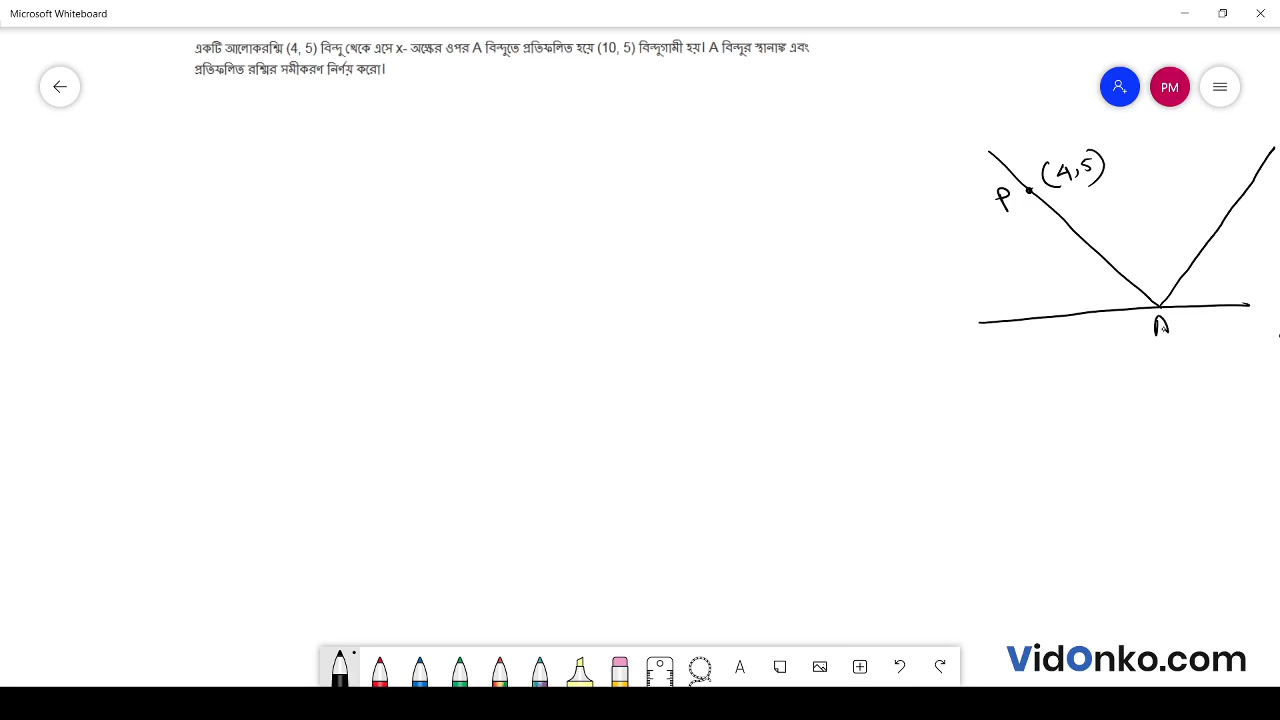 Microsoft Whiteboard
একটি আলোকরশ্মি (4, 5) বিন্দু থেকে এসে x- অক্ষের ওপর A বিন্দুতে প্রতিফলিত হয়ে (10, 5) বিন্দুগামী হয়। A বিন্দুর স্থানাঙ্ক এবং
প্রতিফলিত রশ্মির সমীকরণ নির্ণয় করো।
PM
(4,5)
P
A
A
VidOnko.com